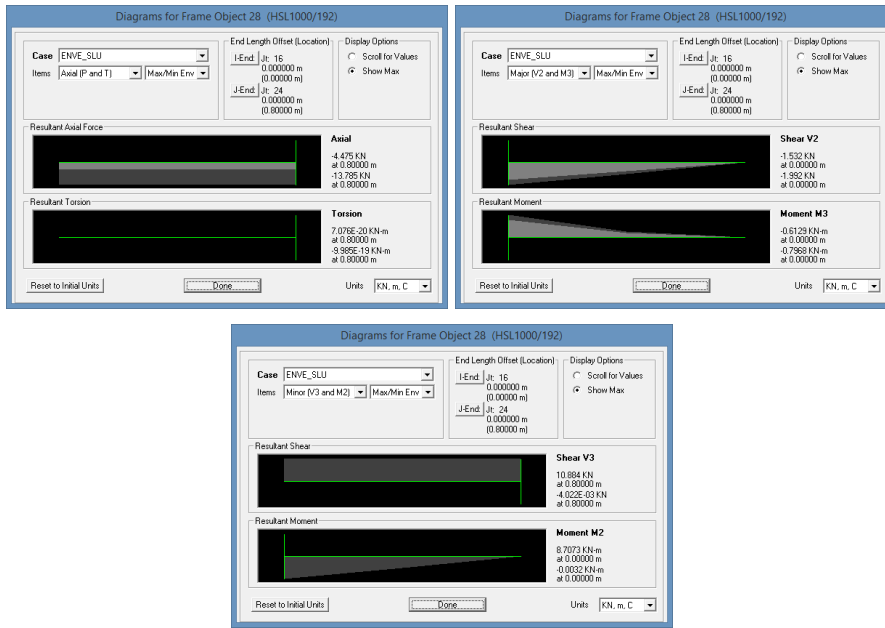 Diagrams for Frame Object 28 (HSL1000/192)
Case ENVE_SLU
Items Axial (P and T) Max/Min Env
End Length Offset (Location)
I-End: Jt: 16
0.000000 m
(0.00000 m)
J-End: Jt: 24
0.000000 m
(0.80000 m)
Display Options
Scroll for Values
Show Max
Resultant Axial Force
Axial
-4.475 KN
at 0.80000 m
-13.785 KN
at 0.80000 m
Resultant Torsion
Torsion
7.076E-20 KN-m
at 0.80000 m
-9.985E-19 KN-m
at 0.80000 m
Reset to Initial Units Done Units KN, m, C
Diagrams for Frame Object 28 (HSL1000/192)
Case ENVE_SLU
Items Major (V2 and M3) Max/Min Env
End Length Offset (Location)
I-End: Jt: 16
0.000000 m
(0.00000 m)
J-End: Jt: 24
0.000000 m
(0.80000 m)
Display Options
Scroll for Values
Show Max
Resultant Shear
Shear V2
-1.532 KN
at 0.00000 m
-1.992 KN
at 0.00000 m
Resultant Moment
Moment M3
-0.6129 KN-m
at 0.00000 m
-0.7968 KN-m
at 0.00000 m
Reset to Initial Units Done Units KN, m, C
Diagrams for Frame Object 28 (HSL1000/192)
Case ENVE_SLU
Items Minor (V3 and M2) Max/Min Env
End Length Offset (Location)
I-End: Jt: 16
0.000000 m
(0.00000 m)
J-End: Jt: 24
0.000000 m
(0.80000 m)
Display Options
Scroll for Values
Show Max
Resultant Shear
Shear V3
10.884 KN
at 0.80000 m
-4.022E-03 KN
at 0.80000 m
Resultant Moment
Moment M2
8.7073 KN-m
at 0.00000 m
-0.0032 KN-m
at 0.00000 m
Reset to Initial Units Done Units KN, m, C